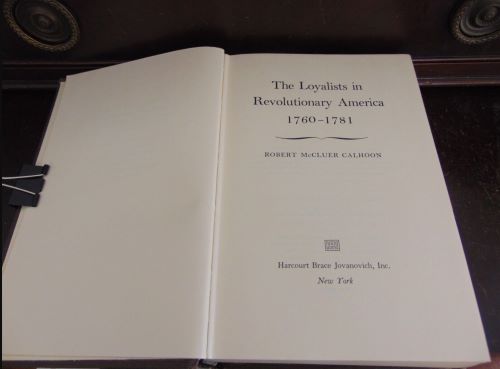 The Loyalists in
Revolutionary America
1760–1781
ROBERT McCLUER CALHOON
Harcourt Brace Jovanovich, Inc.
New York